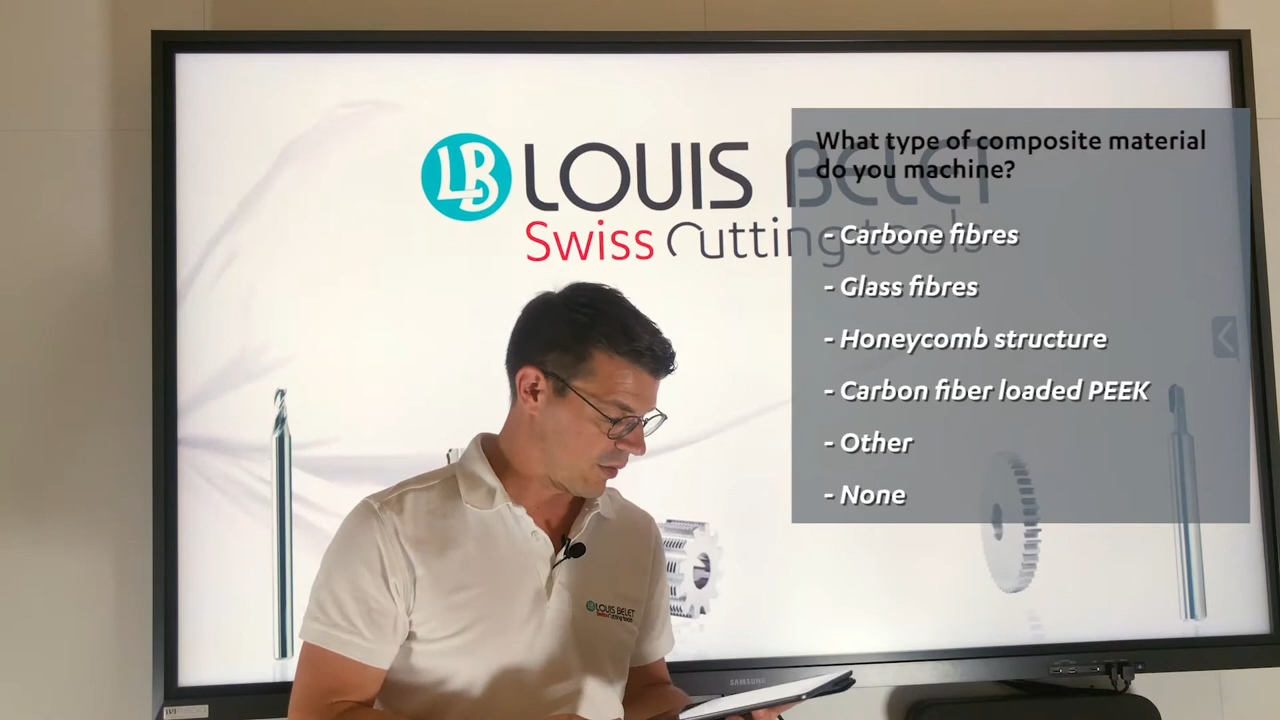 LB LOUIS BELET
Swiss Cutting tools
What type of composite material
do you machine?
- Carbone fibres
- Glass fibres
- Honeycomb structure
- Carbon fiber loaded PEEK
- Other
- None
LOUIS BELET
Swiss Cutting tools
SAMSUNG